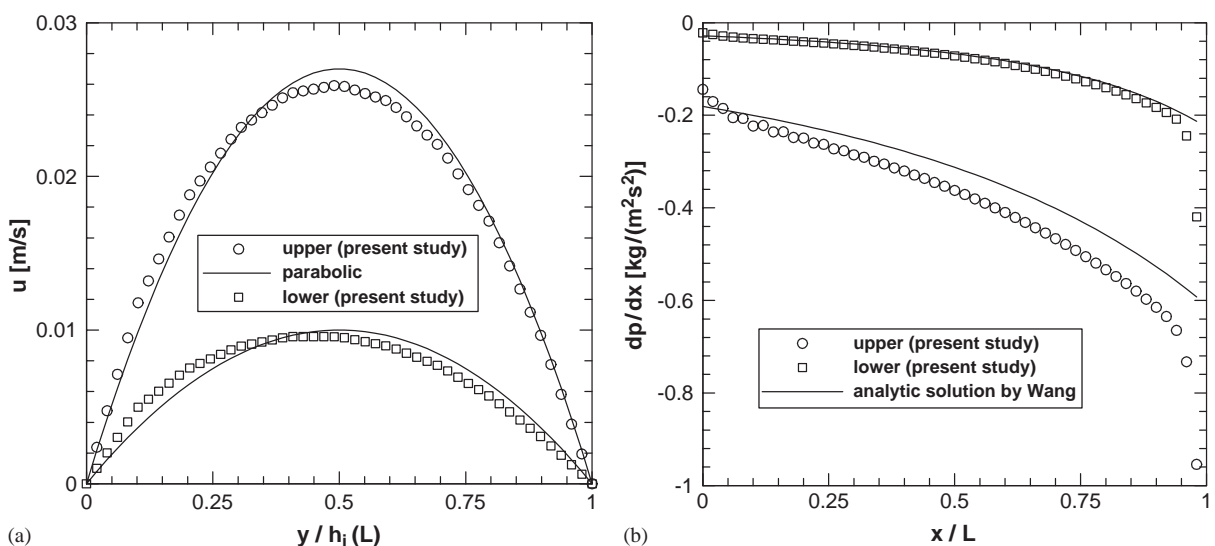 0.03
0.02
0.01
0
0
0.25
0.5
0.75
1
u [m/s]
y / h_i (L)
upper (present study)
parabolic
lower (present study)
(a)
0
-0.2
-0.4
-0.6
-0.8
-1
0
0.25
0.5
0.75
1
dp/dx [kg/(m²s²)]
x / L
upper (present study)
lower (present study)
analytic solution by Wang
(b)